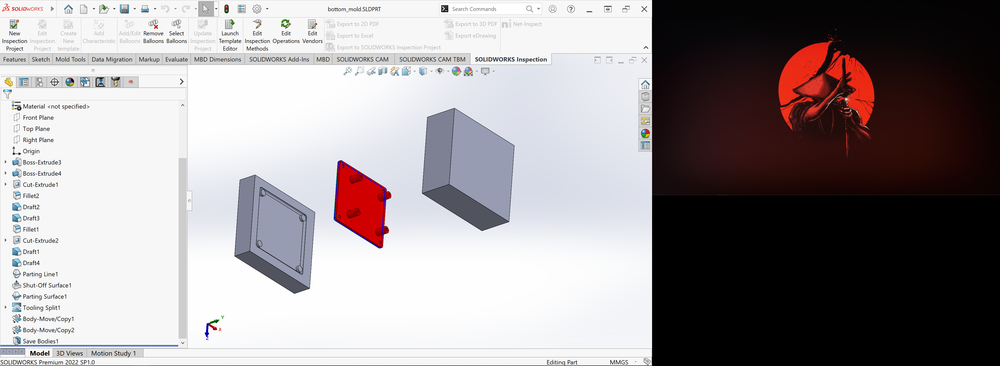 SOLIDWORKS
bottom_mold.SLDPRT
Search Commands
New Inspection Project
Edit Inspection Project
Create New template
Add Characteristic
Add/Edit Balloons
Remove Balloons
Select Balloons
Update Inspection Project
Launch Template Editor
Edit Inspection Methods
Edit Operations
Edit Vendors
Export to 2D PDF
Export to Excel
Export to SOLIDWORKS Inspection Project
Export to 3D PDF
Export eDrawing
Net-Inspect
Features
Sketch
Mold Tools
Data Migration
Markup
Evaluate
MBD Dimensions
SOLIDWORKS Add-Ins
MBD
SOLIDWORKS CAM
SOLIDWORKS CAM TBM
SOLIDWORKS Inspection
Material <not specified>
Front Plane
Top Plane
Right Plane
Origin
Boss-Extrude3
Boss-Extrude4
Cut-Extrude1
Fillet2
Draft2
Draft3
Fillet1
Cut-Extrude2
Draft1
Draft4
Parting Line1
Shut-Off Surface1
Parting Surface1
Tooling Split1
Body-Move/Copy1
Body-Move/Copy2
Save Bodies1
Y
X
Z
Model
3D Views
Motion Study 1
SOLIDWORKS Premium 2022 SP1.0
Editing Part
MMGS